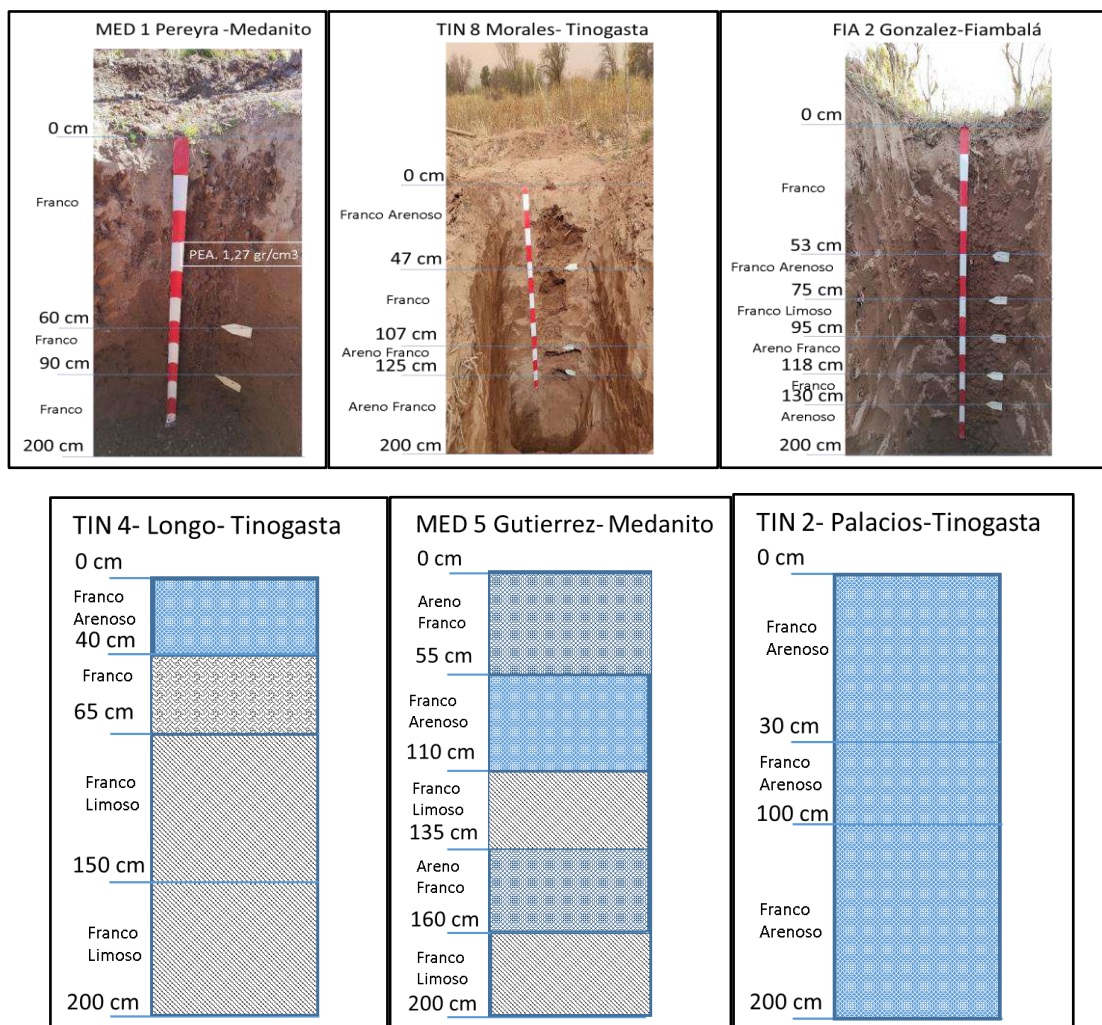 MED 1 Pereyra -Medanito
0 cm
Franco
PEA. 1,27 gr/cm3
60 cm
Franco
90 cm
Franco
200 cm
TIN 8 Morales- Tinogasta
0 cm
Franco Arenoso
47 cm
Franco
107 cm
Areno Franco
125 cm
Areno Franco
200 cm
FIA 2 Gonzalez-Fiambalá
0 cm
Franco
53 cm
Franco Arenoso
75 cm
Franco Limoso
95 cm
Areno Franco
118 cm
Franco
130 cm
Arenoso
200 cm
TIN 4- Longo- Tinogasta
0 cm
Franco
Arenoso
40 cm
Franco
65 cm
Franco
Limoso
150 cm
Franco
Limoso
200 cm
MED 5 Gutierrez- Medanito
0 cm
Areno
Franco
55 cm
Franco
Arenoso
110 cm
Franco
Limoso
135 cm
Areno
Franco
160 cm
Franco
Limoso
200 cm
TIN 2- Palacios-Tinogasta
0 cm
Franco
Arenoso
30 cm
Franco
Arenoso
100 cm
Franco
Arenoso
200 cm